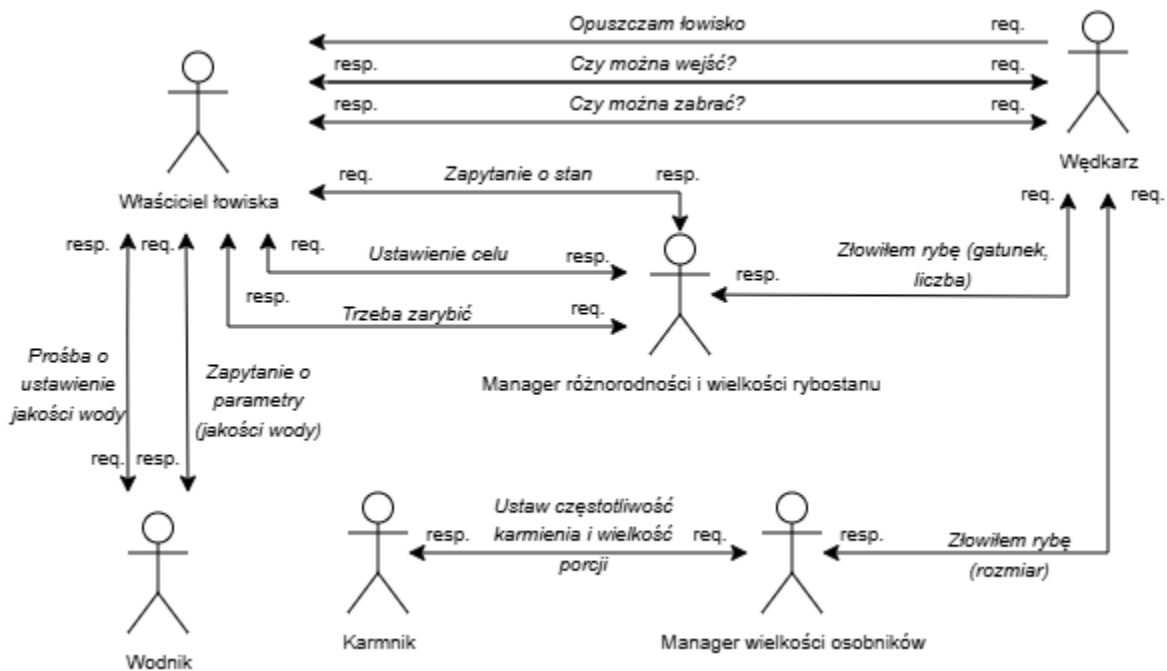 Opuszczam łowisko req.
resp. Czy można wejść? req.
resp. Czy można zabrać? req.
Wędkarz
req. Zapytanie o stan resp.
Właściciel łowiska
req. req.
resp. req. req.
Ustawienie celu resp.
Złowiłem rybę (gatunek,
liczba)
resp.
resp.
Trzeba zarybić req.
Manager różnorodności i wielkości rybostanu
Prośba o
ustawienie
jakości wody
Zapytanie o
parametry
(jakości wody)
req. resp.
Ustaw częstotliwość
karmienia i wielkość
porcji
resp. req.
resp. Złowiłem rybę
(rozmiar)
Karmnik
Manager wielkości osobników
Wodnik